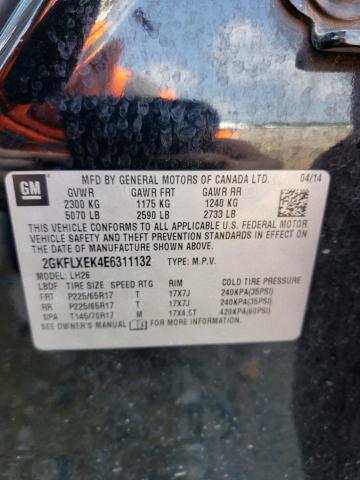 GM
MFD BY GENERAL MOTORS OF CANADA LTD. 04/14
GVWR GAWR FRT GAWR RR
2300 KG 1175 KG 1240 KG
5070 LB 2590 LB 2733 LB
THIS VEHICLE CONFORMS TO ALL APPLICABLE U.S. FEDERAL MOTOR
VEHICLE SAFETY AND THEFT PREVENTION STANDARDS IN EFFECT ON
THE DATE OF MANUFACTURE SHOWN ABOVE.
2GKFLXEK4E6311132 TYPE: M.P.V.
MODEL: LH26
LBDF TIRE SIZE SPEED RTG RIM COLD TIRE PRESSURE
FRT P225/65R17 T 17X7J 240KPA(35PSI)
RR P225/65R17 T 17X7J 240KPA(35PSI)
SPA T145/70R17 M 17X4.CT 420KPA(60PSI)
SEE OWNER'S MANUAL FOR MORE INFORMATION.